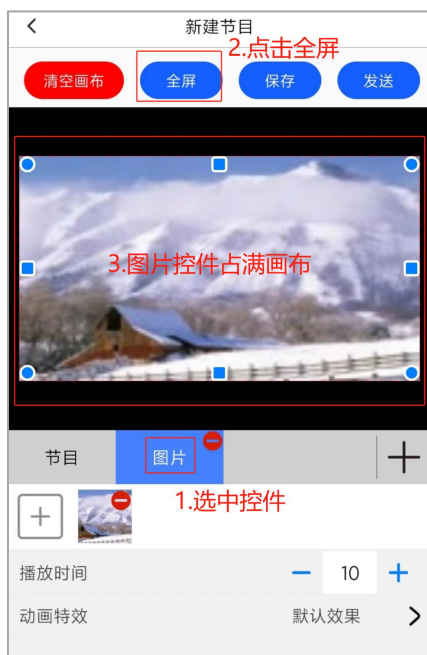 新建节目
2.点击全屏
清空画布 全屏 保存 发送
3.图片控件占满画布
节目 图片
1.选中控件
播放时间 10
动画特效 默认效果